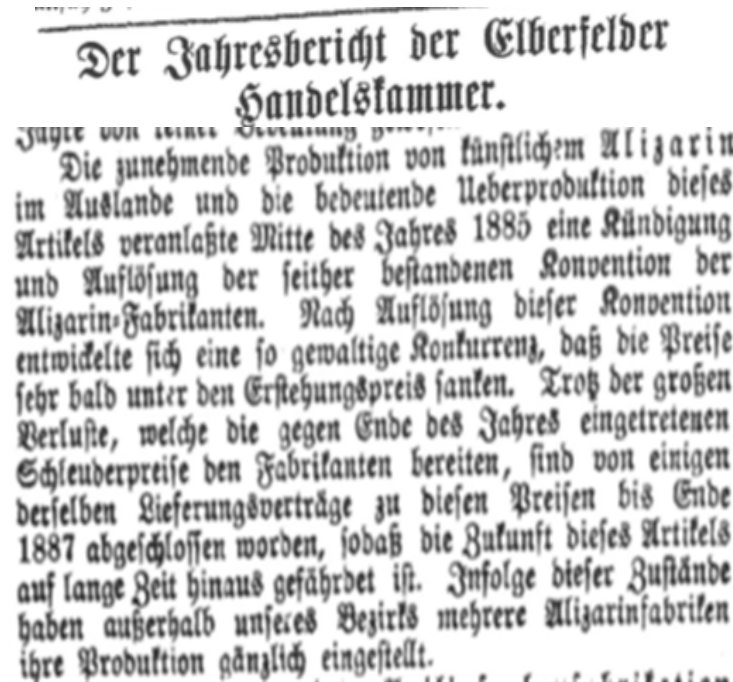 Der Jahresbericht der Elberfelder
Handelskammer.
Die zunehmende Produktion von künstlichem Alizarin
im Auslande und die bedeutende Ueberproduktion dieses
Artikels veranlaßte Mitte des Jahres 1885 eine Kündigung
und Auflösung der seither bestandenen Konvention der
Alizarin-Fabrikanten. Nach Auflösung dieser Konvention
entwickelte sich eine so gewaltige Konkurrenz, daß die Preise
sehr bald unter den Erstehungspreis sanken. Trotz der großen
Verluste, welche die gegen Ende des Jahres eingetretenen
Schleuderpreise den Fabrikanten bereiten, sind von einigen
derselben Lieferungsverträge zu diesen Preisen bis Ende
1887 abgeschlossen worden, sodaß die Zukunft dieses Artikels
auf lange Zeit hinaus gefährdet ist. Infolge dieser Zustände
haben außerhalb unseres Bezirks mehrere Alizarinfabriken
ihre Produktion gänzlich eingestellt.